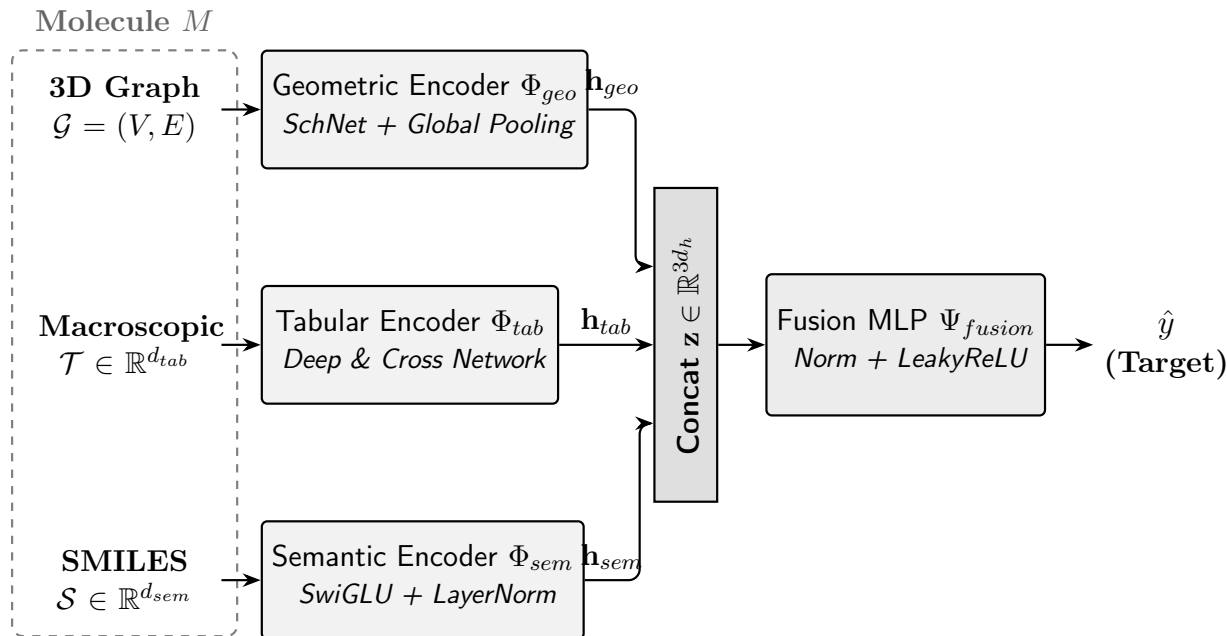 Molecule M
3D Graph
𝒢 = (V, E)
Geometric Encoder Φ_geo
SchNet + Global Pooling
h_geo
Macroscopic
𝒯 ∈ ℝ^{d_tab}
Tabular Encoder Φ_tab
Deep & Cross Network
h_tab
SMILES
𝒮 ∈ ℝ^{d_sem}
Semantic Encoder Φ_sem
SwiGLU + LayerNorm
h_sem
Concat z ∈ ℝ^{3d_h}
Fusion MLP Ψ_fusion
Norm + LeakyReLU
ŷ
(Target)